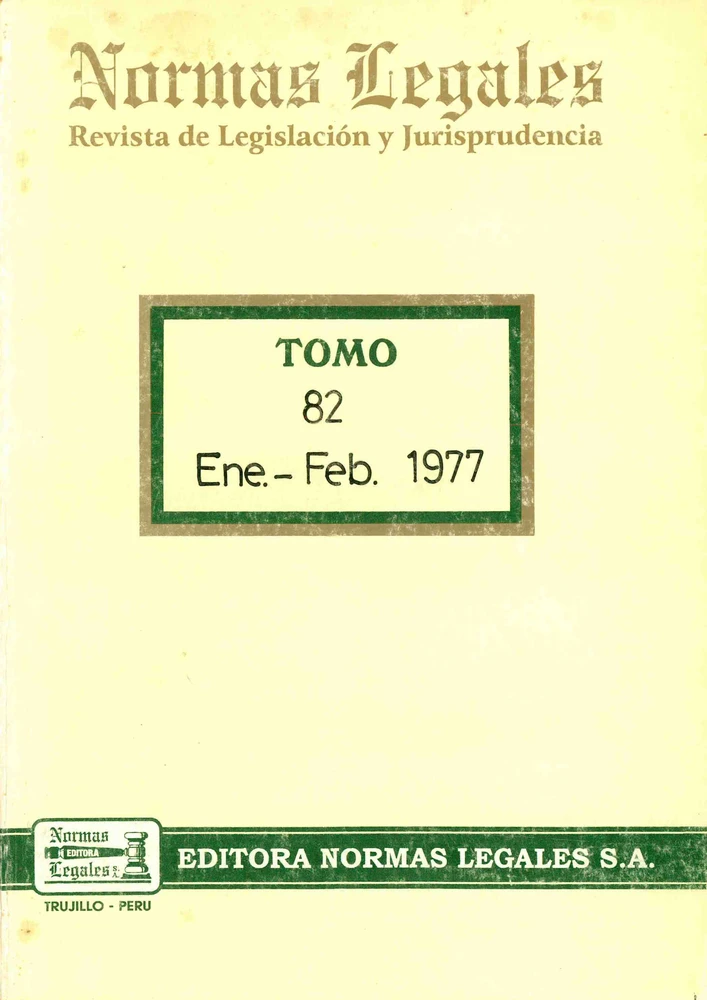 Normas Legales
Revista de Legislación y Jurisprudencia
TOMO
82
Ene.- Feb. 1977
Normas
EDITORA
Legales S.A.
EDITORA NORMAS LEGALES S.A.
TRUJILLO - PERU